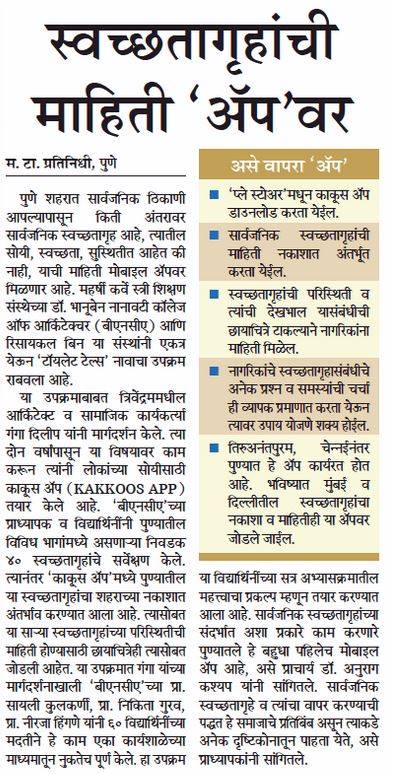 स्वच्छतागृहांची
माहिती ‘ॲप’वर
म. टा. प्रतिनिधी, पुणे
पुणे शहरात सार्वजनिक ठिकाणी
आपल्यापासून किती अंतरावर
सार्वजनिक स्वच्छतागृह आहे, त्यातील
सोयी, स्वच्छता, सुस्थितीत आहेत की
नाही, याची माहिती मोबाइल ॲपवर
मिळणार आहे. महर्षी कर्वे स्त्री शिक्षण
संस्थेच्या डॉ. भानूबेन नानावटी कॉलेज
ऑफ आर्किटेक्चर (बीएनसीए) आणि
रिसायकल बिन या संस्थांनी एकत्र
येऊन ‘टॉयलेट टेल्स’ नावाचा उपक्रम
राबवला आहे.
या उपक्रमाबाबत त्रिवेंद्रममधील
आर्किटेक्ट व सामाजिक कार्यकर्त्या
गंगा दिलीप यांनी मार्गदर्शन केले. त्या
दोन वर्षांपासून या विषयावर काम
करून त्यांनी लोकांच्या सोयीसाठी
काकूस ॲप (KAKKOOS APP)
तयार केले आहे. ‘बीएनसीए’च्या
प्राध्यापक व विद्यार्थिनींनी पुण्यातील
विविध भागांमध्ये असणाऱ्या निवडक
४० स्वच्छतागृहांचे सर्वेक्षण केले.
त्यानंतर ‘काकूस ॲप’मध्ये पुण्यातील
या स्वच्छतागृहांचा शहराच्या नकाशात
अंतर्भाव करण्यात आला आहे. त्यासोबत
या साऱ्या स्वच्छतागृहांच्या परिस्थितीची
माहिती होण्यासाठी छायाचित्रेही त्यासोबत
जोडली आहेत. या उपक्रमात गंगा यांच्या
मार्गदर्शनाखाली ‘बीएनसीए’च्या प्रा.
सायली कुलकर्णी, प्रा. निकिता गुरव,
प्रा. नीरजा हिंगणे यांनी ६० विद्यार्थिनींच्या
मदतीने हे काम एका कार्यशाळेच्या
माध्यमातून नुकतेच पूर्ण केले. हा उपक्रम
असे वापरा ‘ॲप’
■ ‘प्ले स्टोअर’मधून काकूस ॲप
डाउनलोड करता येईल.
■ सार्वजनिक स्वच्छतागृहांची
माहिती नकाशात अंतर्भूत
करता येईल.
■ स्वच्छतागृहांची परिस्थिती व
त्यांची देखभाल यासंबंधीची
छायाचित्रे टाकल्याने नागरिकांना
माहिती मिळेल.
■ नागरिकांचे स्वच्छतागृहासंबंधीचे
अनेक प्रश्न व समस्यांची चर्चा
ही व्यापक प्रमाणात करता येऊन
त्यावर उपाय योजणे शक्य होईल.
■ तिरुअनंतपुरम, चेन्नईनंतर
पुण्यात हे ॲप कार्यरत होत
आहे. भविष्यात मुंबई व
दिल्लीतील स्वच्छतागृहांचा
नकाशा व माहितीही या ॲपवर
जोडले जाईल.
या विद्यार्थिनींच्या सत्र अभ्यासक्रमातील
महत्त्वाचा प्रकल्प म्हणून तयार करण्यात
आला आहे. सार्वजनिक स्वच्छतागृहांच्या
संदर्भात अशा प्रकारे काम करणारे
पुण्यातले हे बहुधा पहिलेच मोबाइल
ॲप आहे, असे प्राचार्य डॉ. अनुराग
कश्यप यांनी सांगितले. सार्वजनिक
स्वच्छतागृहे व त्यांचा वापर करण्याची
पद्धत हे समाजाचे प्रतिबिंब असून त्याकडे
अनेक दृष्टिकोनातून पाहता येते, असे
प्राध्यापकांनी सांगितले.